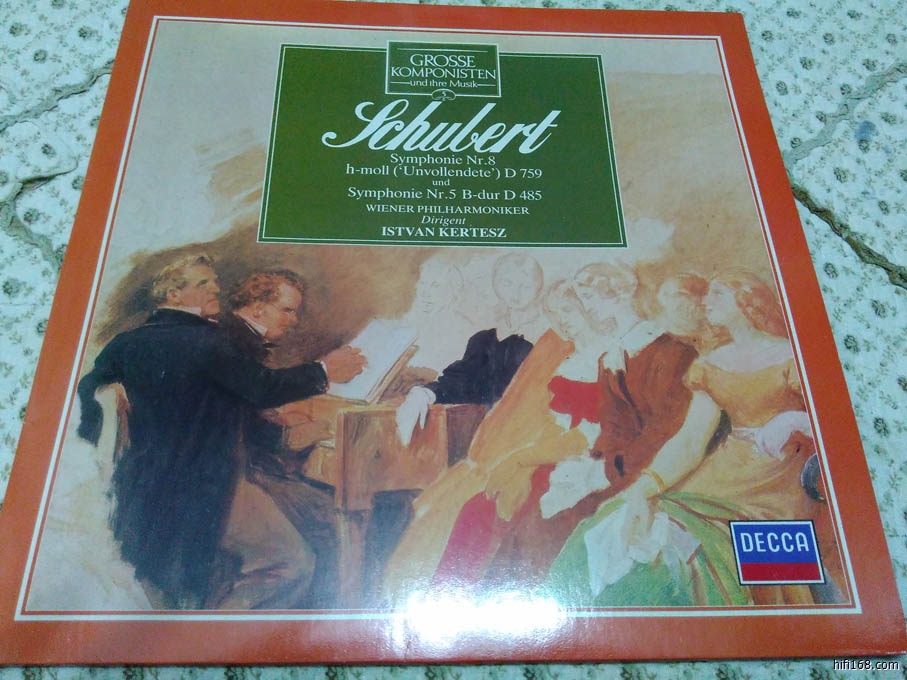 GROSSE
KOMPONISTEN
und ihre Musik
5
Schubert
Symphonie Nr.8
h-moll (‘Unvollendete’) D 759
und
Symphonie Nr.5 B-dur D 485
WIENER PHILHARMONIKER
Dirigent
ISTVAN KERTESZ
DECCA
hifi168.com